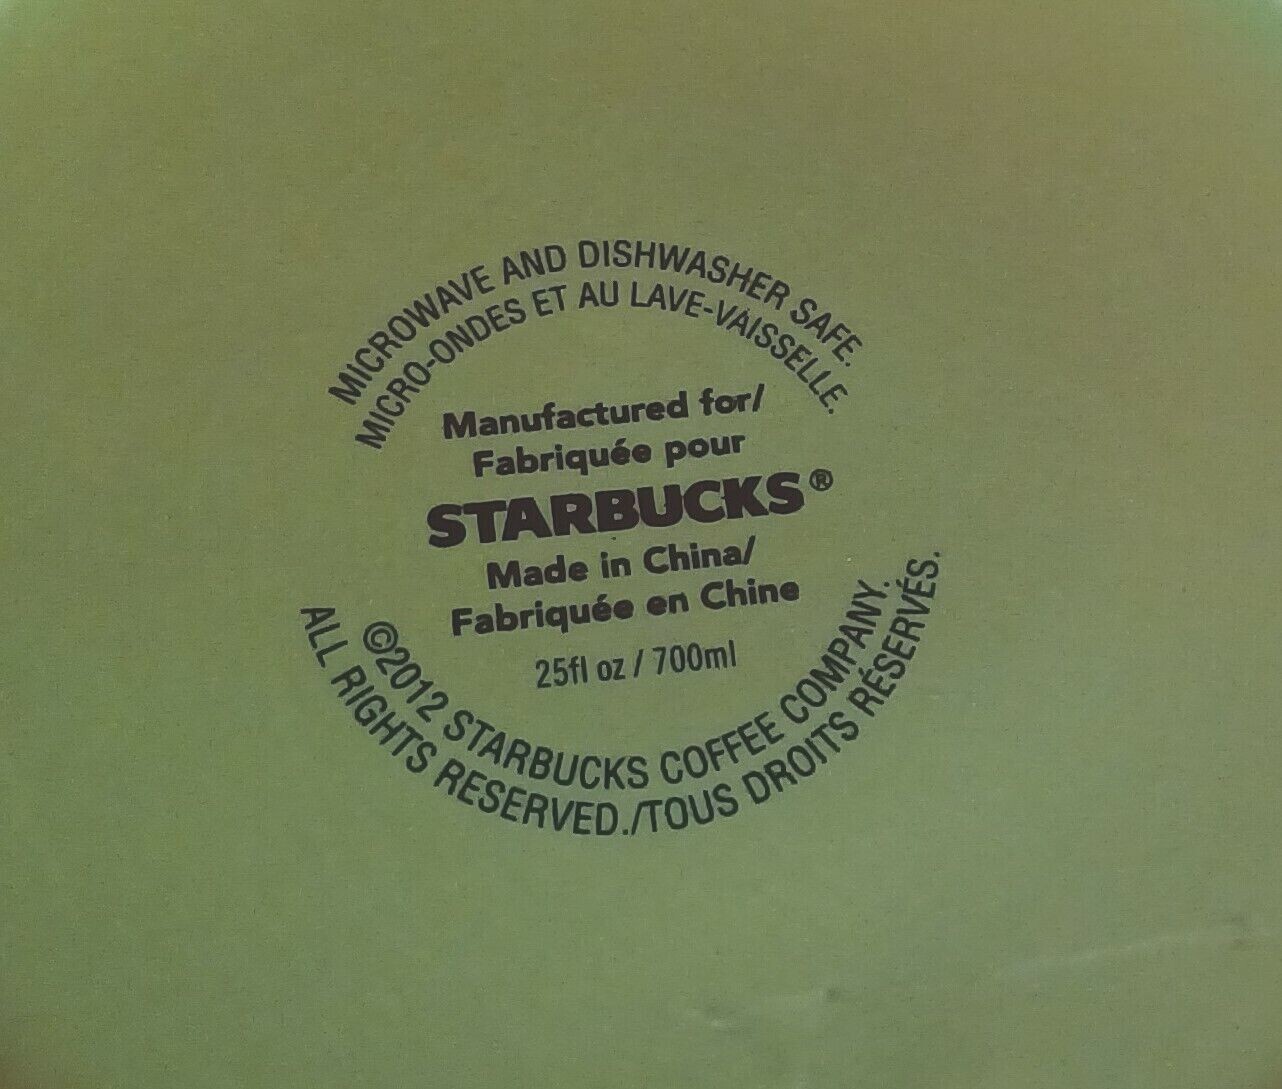 MICROWAVE AND DISHWASHER SAFE.
MICRO-ONDES ET AU LAVE-VAISSELLE.
Manufactured for/
Fabriquée pour
STARBUCKS®
Made in China/
Fabriquée en Chine
25fl oz / 700ml
©2012 STARBUCKS COFFEE COMPANY.
ALL RIGHTS RESERVED./TOUS DROITS RÉSERVÉS.